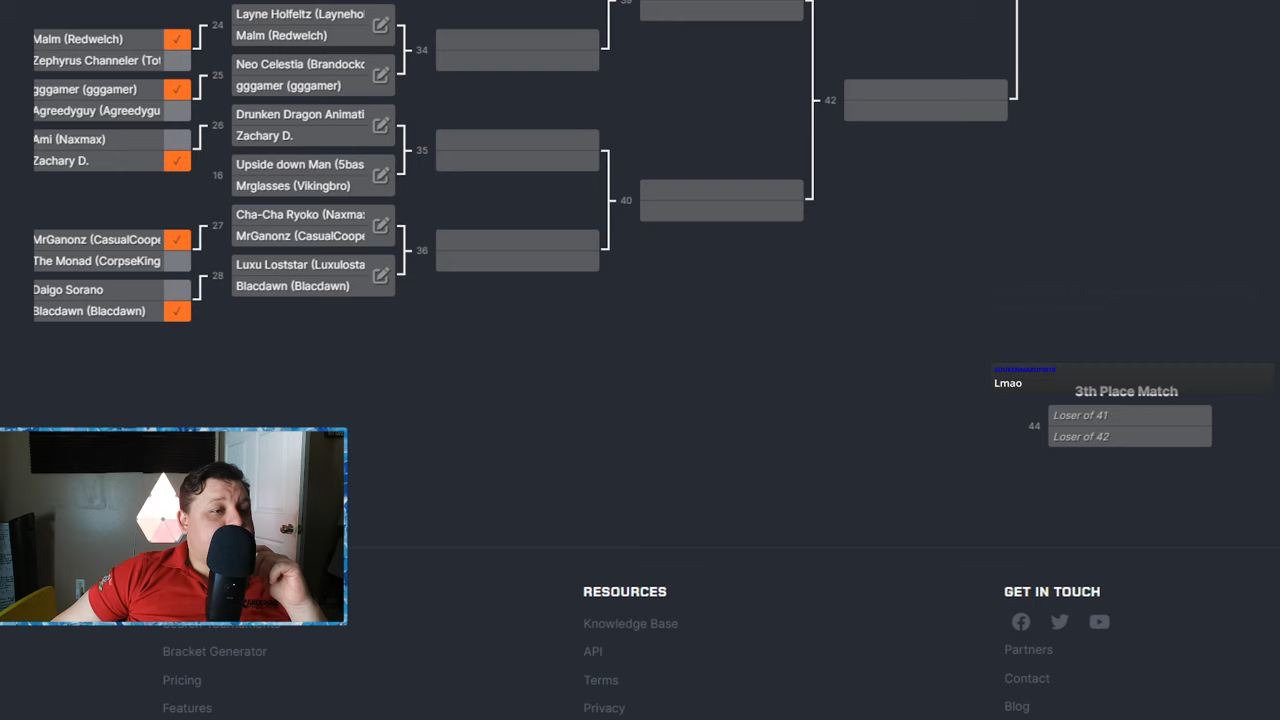 39
Malm (Redwelch)
Zephyrus Channeler (Tot
24
Layne Holfeltz (Layneho
Malm (Redwelch)
34
gggamer (gggamer)
Agreedyguy (Agreedygu
25
Neo Celestia (Brandockc
gggamer (gggamer)
42
Ami (Naxmax)
Zachary D.
26
Drunken Dragon Animati
Zachary D.
35
16
Upside down Man (5bas
Mrglasses (Vikingbro)
40
MrGanonz (CasualCoope
The Monad (CorpseKing
27
Cha-Cha Ryoko (Naxma:
MrGanonz (CasualCoope
36
Daigo Sorano
Blacdawn (Blacdawn)
28
Luxu Loststar (Luxulosta
Blacdawn (Blacdawn)
Lmao
3th Place Match
44
Loser of 41
Loser of 42
Search Tournaments
Bracket Generator
Pricing
Features
RESOURCES
Knowledge Base
API
Terms
Privacy
GET IN TOUCH
Partners
Contact
Blog